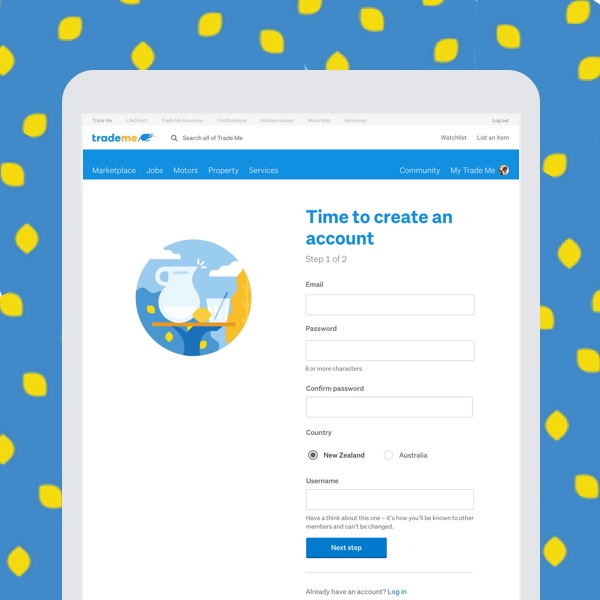 Trade Me LifeDirect Trade Me Insurance FindSomeone Holiday Houses MotorWeb Harmoney Log out
trademe Search all of Trade Me Watchlist List an item
Marketplace Jobs Motors Property Services Community My Trade Me
Time to create an
account
Step 1 of 2
Email
Password
8 or more characters
Confirm password
Country
New Zealand Australia
Username
Have a think about this one – it's how you'll be known to other
members and can't be changed.
Next step
Already have an account? Log in